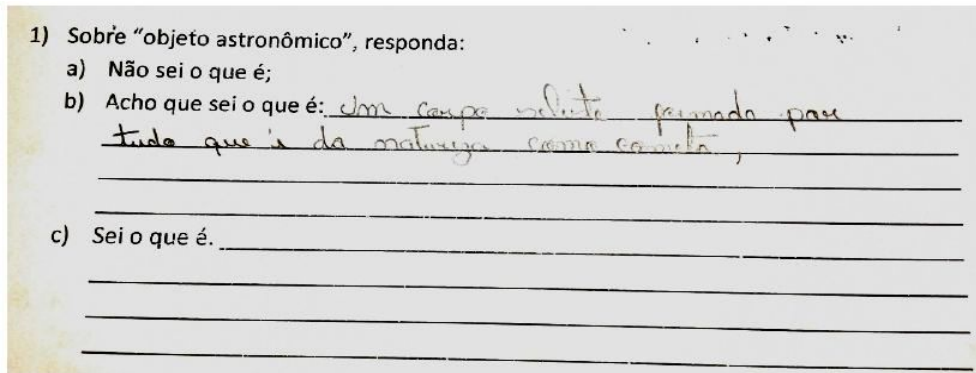 1) Sobre “objeto astronômico”, responda:
a) Não sei o que é;
b) Acho que sei o que é: Um corpo celeste formado por
tudo que é da natureza como cometa,
c) Sei o que é.